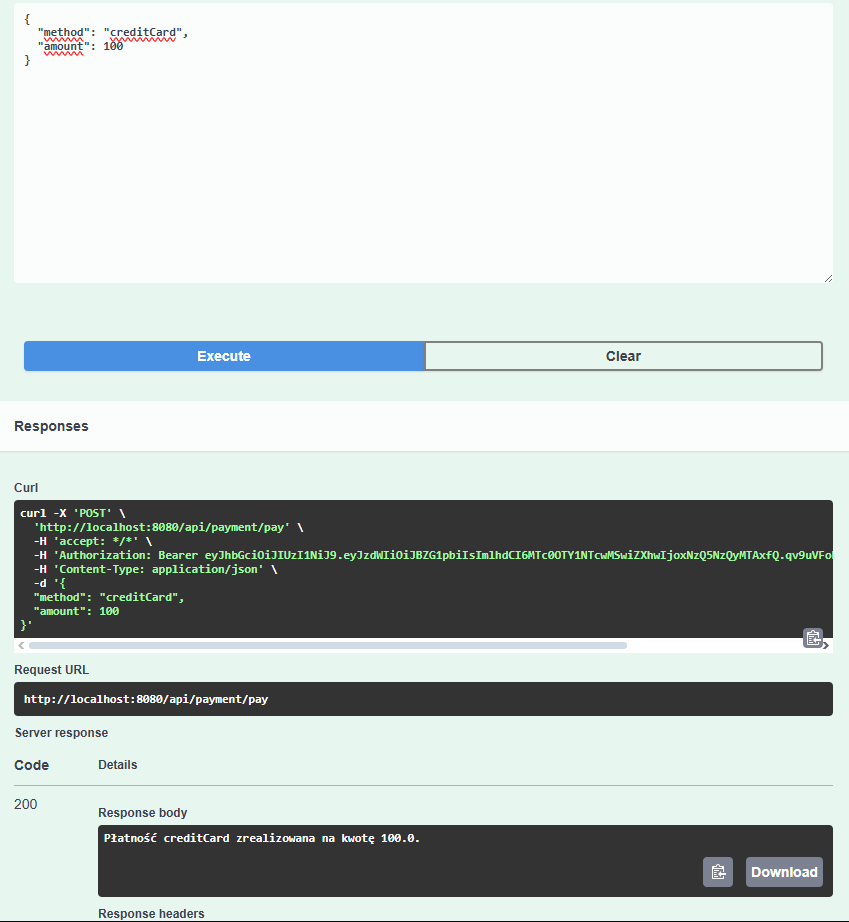 {
"method": "creditCard",
"amount": 100
}
Execute
Clear
Responses
Curl
curl -X 'POST' \
'http://localhost:8080/api/payment/pay' \
-H 'accept: */*' \
-H 'Authorization: Bearer eyJhbGciOiJIUzI1NiJ9.eyJzdWIiOiJBZG1pbiIsImlhdCI6MTc0OTY1NTcwMSwiZXhwIjoxNzQ5NzQyMTAxfQ.qv9uVFo
-H 'Content-Type: application/json' \
-d '{
"method": "creditCard",
"amount": 100
}'
Request URL
http://localhost:8080/api/payment/pay
Server response
Code
Details
200
Response body
Płatność creditCard zrealizowana na kwotę 100.0.
Download
Response headers